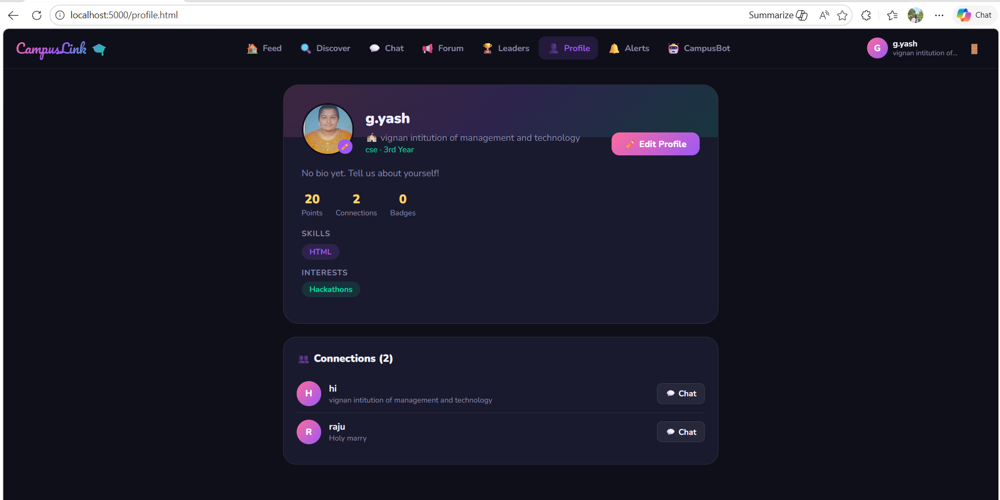 localhost:5000/profile.html
Summarize
Chat
CampusLink
Feed
Discover
Chat
Forum
Leaders
Profile
Alerts
CampusBot
G
g.yash
vignan intitution of...
g.yash
vignan intitution of management and technology
cse · 3rd Year
Edit Profile
No bio yet. Tell us about yourself!
20
2
0
Points
Connections
Badges
SKILLS
HTML
INTERESTS
Hackathons
Connections (2)
H
hi
vignan intitution of management and technology
Chat
R
raju
Holy marry
Chat